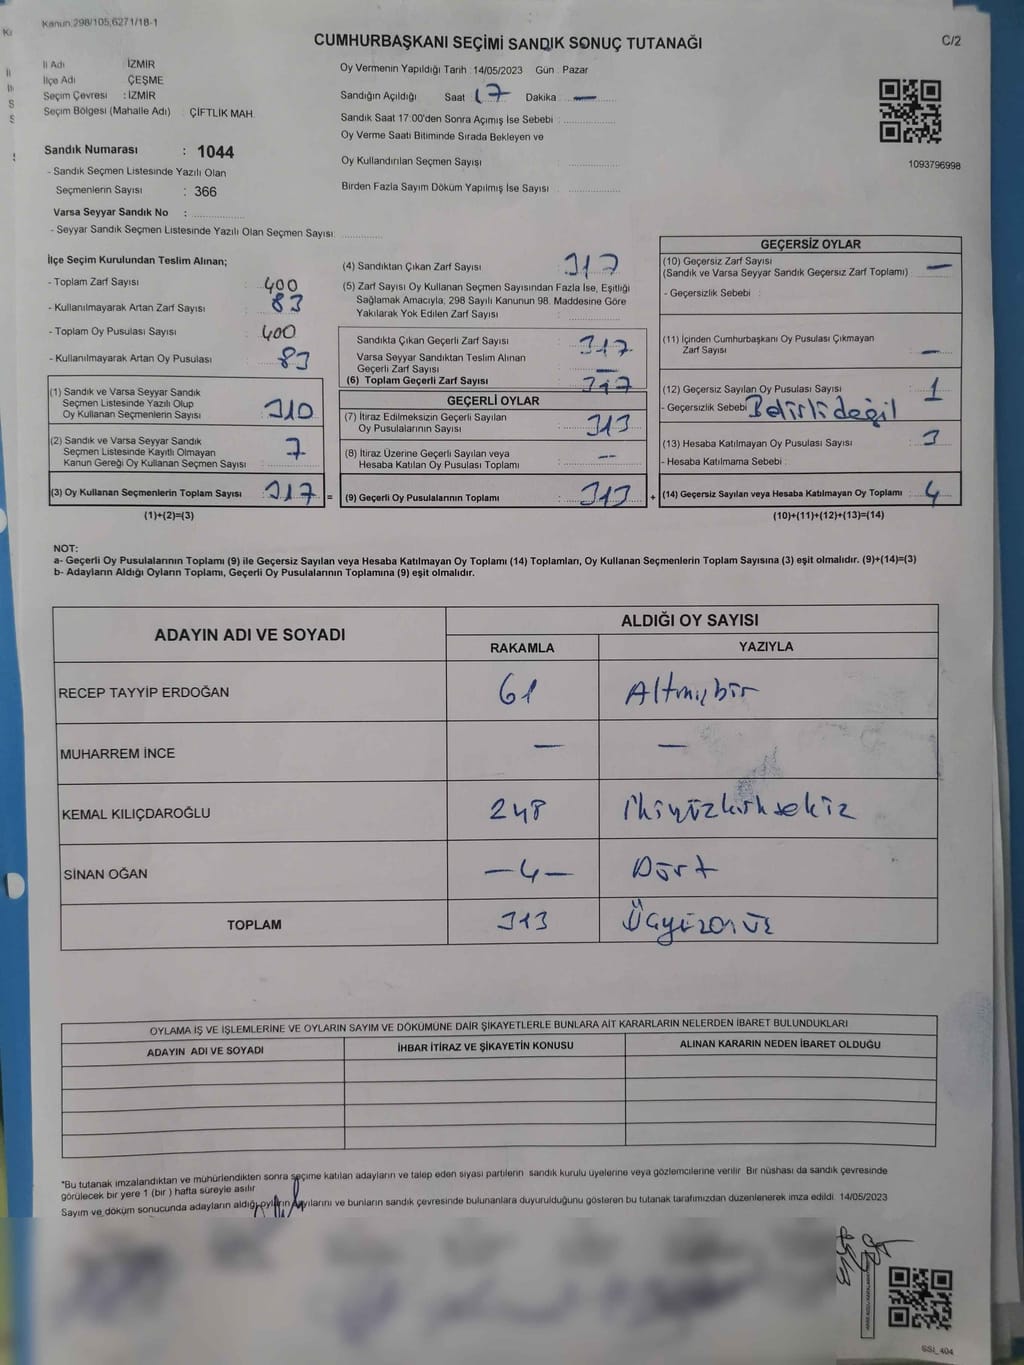 Kanun:298/105,6271/18-1
CUMHURBAŞKANI SEÇİMİ SANDIK SONUÇ TUTANAĞI
C/2
İl Adı İZMİR
İlçe Adı ÇEŞME
Seçim Çevresi : İZMİR
Seçim Bölgesi (Mahalle Adı) : ÇİFTLİK MAH.
Oy Vermenin Yapıldığı Tarih : 14/05/2023 Gün : Pazar
Sandığın Açıldığı Saat 17 Dakika —
Sandık Saat 17:00'den Sonra Açımış İse Sebebi :
Oy Verme Saati Bitiminde Sırada Bekleyen ve
Oy Kullandırılan Seçmen Sayısı
Birden Fazla Sayım Döküm Yapılmış İse Sayısı
1093796998
Sandık Numarası : 1044
- Sandık Seçmen Listesinde Yazılı Olan
Seçmenlerin Sayısı : 366
Varsa Seyyar Sandık No :
- Seyyar Sandık Seçmen Listesinde Yazılı Olan Seçmen Sayısı:
İlçe Seçim Kurulundan Teslim Alınan;
- Toplam Zarf Sayısı : 400
- Kullanılmayarak Artan Zarf Sayısı : 83
- Toplam Oy Pusulası Sayısı : 400
- Kullanılmayarak Artan Oy Pusulası : 83
(1) Sandık ve Varsa Seyyar Sandık
Seçmen Listesinde Yazılı Olup
Oy Kullanan Seçmenlerin Sayısı : 310
(2) Sandık ve Varsa Seyyar Sandık
Seçmen Listesinde Kayıtlı Olmayan
Kanun Gereği Oy Kullanan Seçmen Sayısı : 7
(3) Oy Kullanan Seçmenlerin Toplam Sayısı : 317 =
(1)+(2)=(3)
(4) Sandıktan Çıkan Zarf Sayısı : 317
(5) Zarf Sayısı Oy Kullanan Seçmen Sayısından Fazla İse, Eşitliği
Sağlamak Amacıyla, 298 Sayılı Kanunun 98. Maddesine Göre
Yakılarak Yok Edilen Zarf Sayısı
Sandıkta Çıkan Geçerli Zarf Sayısı : 317
Varsa Seyyar Sandıktan Teslim Alınan
Geçerli Zarf Sayısı : —
(6) Toplam Geçerli Zarf Sayısı : 317
GEÇERLİ OYLAR
(7) İtiraz Edilmeksizin Geçerli Sayılan
Oy Pusulalarının Sayısı : 313
(8) İtiraz Üzerine Geçerli Sayılan veya
Hesaba Katılan Oy Pusulası Toplamı : —
(9) Geçerli Oy Pusulalarının Toplamı : 313 +
GEÇERSİZ OYLAR
(10) Geçersiz Zarf Sayısı
(Sandık ve Varsa Seyyar Sandık Geçersiz Zarf Toplamı) : —
- Geçersizlik Sebebi :
(11) İçinden Cumhurbaşkanı Oy Pusulası Çıkmayan
Zarf Sayısı : —
(12) Geçersiz Sayılan Oy Pusulası Sayısı : 1
- Geçersizlik Sebebi Belirli değil
(13) Hesaba Katılmayan Oy Pusulası Sayısı : 3
- Hesaba Katılmama Sebebi :
(14) Geçersiz Sayılan veya Hesaba Katılmayan Oy Toplamı : 4
(10)+(11)+(12)+(13)=(14)
NOT:
a- Geçerli Oy Pusulalarının Toplamı (9) ile Geçersiz Sayılan veya Hesaba Katılmayan Oy Toplamı (14) Toplamları, Oy Kullanan Seçmenlerin Toplam Sayısına (3) eşit olmalıdır. (9)+(14)=(3)
b- Adayların Aldığı Oyların Toplamı, Geçerli Oy Pusulalarının Toplamına (9) eşit olmalıdır.
ADAYIN ADI VE SOYADI
ALDIĞI OY SAYISI
RAKAMLA YAZIYLA
RECEP TAYYİP ERDOĞAN 61 Altmışbir
MUHARREM İNCE — —
KEMAL KILIÇDAROĞLU 248 İkiyüzkırksekiz
SİNAN OĞAN —4— Dört
TOPLAM 313 Üçyüzonüç
OYLAMA İŞ VE İŞLEMLERİNE VE OYLARIN SAYIM VE DÖKÜMÜNE DAİR ŞİKAYETLERLE BUNLARA AİT KARARLARIN NELERDEN İBARET BULUNDUKLARI
ADAYIN ADI VE SOYADI İHBAR İTİRAZ VE ŞİKAYETİN KONUSU ALINAN KARARIN NEDEN İBARET OLDUĞU
*Bu tutanak imzalandıktan ve mühürlendikten sonra seçime katılan adayların ve talep eden siyasi partilerin sandık kurulu üyelerine veya gözlemcilerine verilir Bir nüshası da sandık çevresinde
görülecek bir yere 1 (bir ) hafta süreyle asılır
Sayım ve döküm sonucunda adayların aldığı oyların sayılarını ve bunların sandık çevresinde bulunanlara duyurulduğunu gösteren bu tutanak tarafımızdan düzenlenerek imza edildi. 14/05/2023
SSİ_404